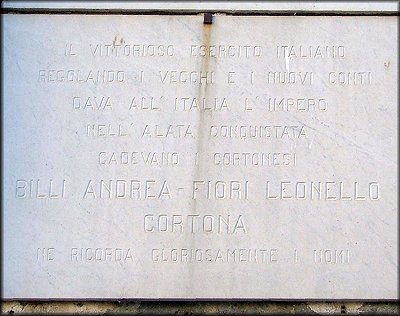 IL VITTORIOSO ESERCITO ITALIANO
REGOLANDO I VECCHI E I NUOVI CONTI
DAVA ALL'ITALIA L'IMPERO
NELL'ALATA CONQUISTATA
CADEVANO I CORTONESI
BILLI ANDREA - FIORI LEONELLO
CORTONA
NE RICORDA GLORIOSAMENTE I NOMI